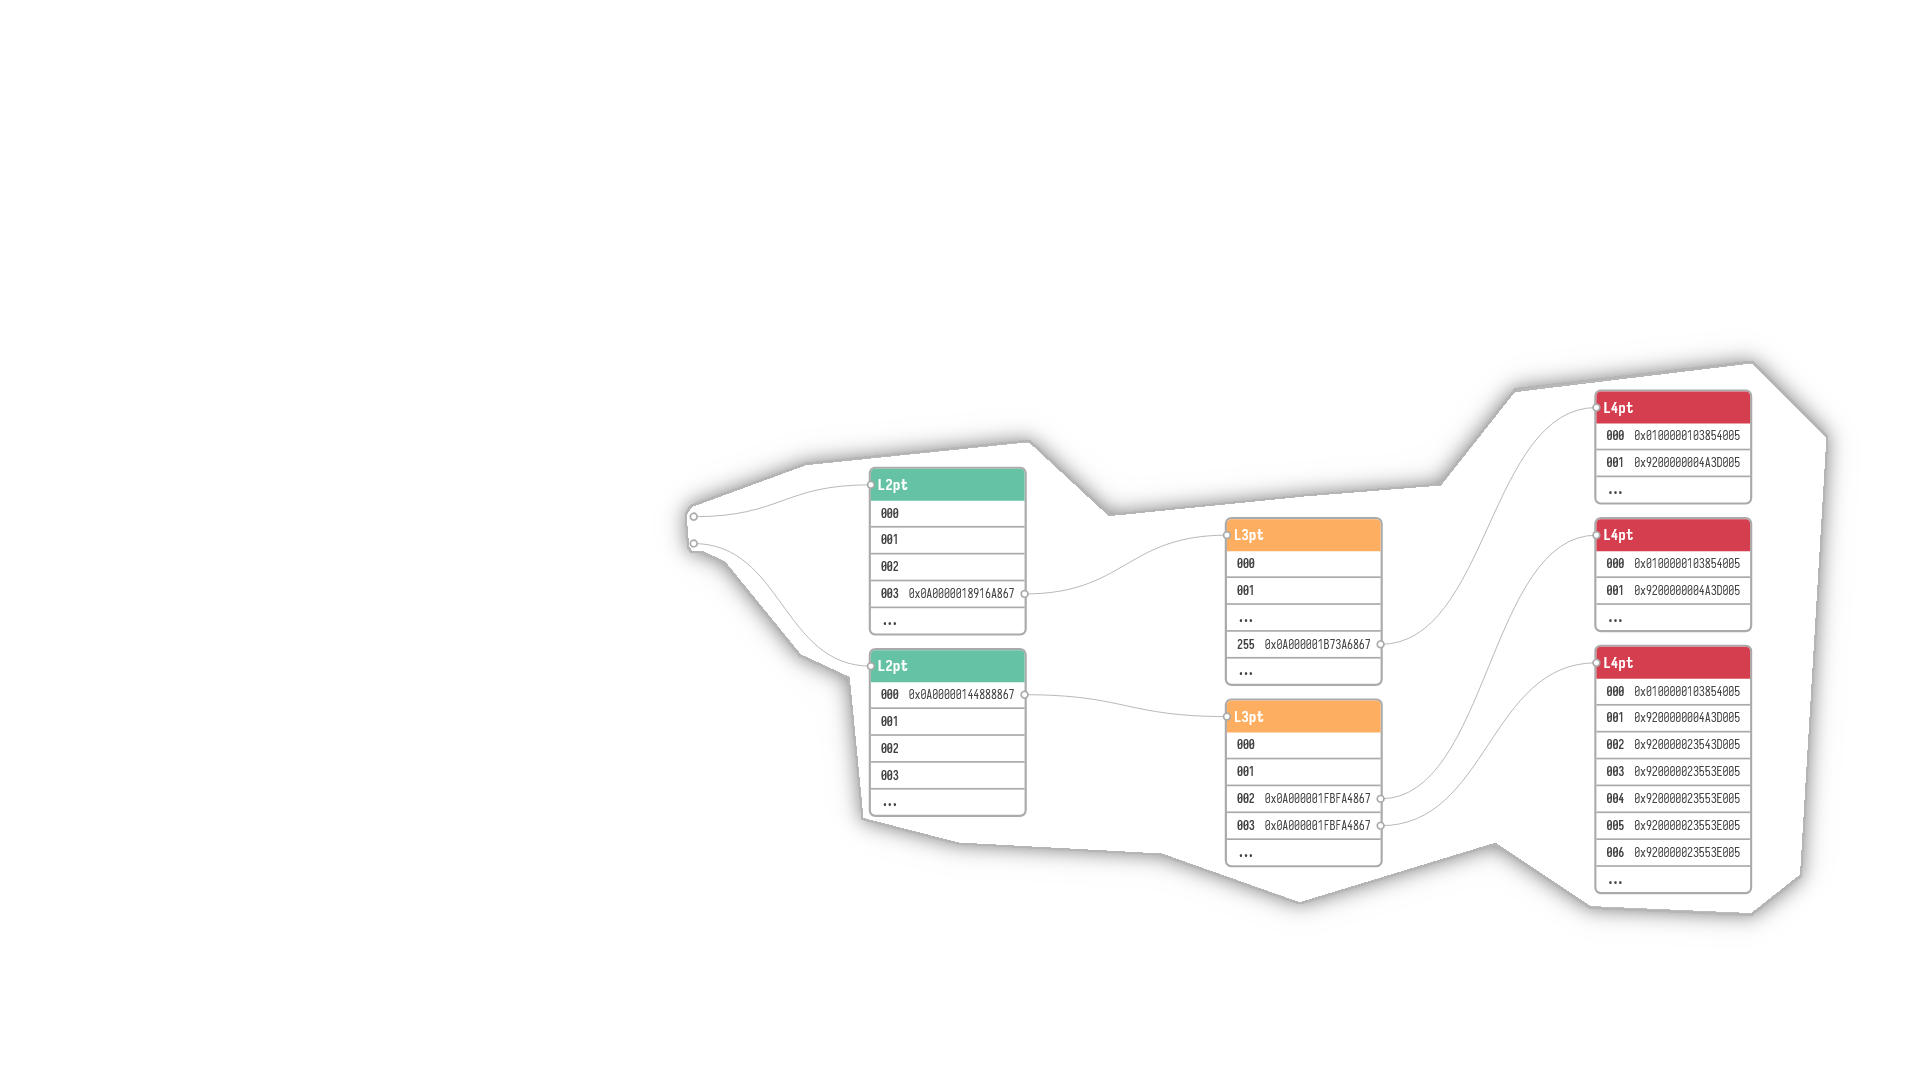 L2pt
000
001
002
003 0x0A0000018916A867
...
L2pt
000 0x0A00000144888867
001
002
003
...
L3pt
000
001
...
255 0x0A000001B73A6867
...
L3pt
000
001
002 0x0A000001FBFA4867
003 0x0A000001FBFA4867
...
L4pt
000 0x0100000103854005
001 0x9200000004A3D005
...
L4pt
000 0x0100000103854005
001 0x9200000004A3D005
...
L4pt
000 0x0100000103854005
001 0x9200000004A3D005
002 0x920000023543D005
003 0x920000023553E005
004 0x920000023553E005
005 0x920000023553E005
006 0x920000023553E005
...